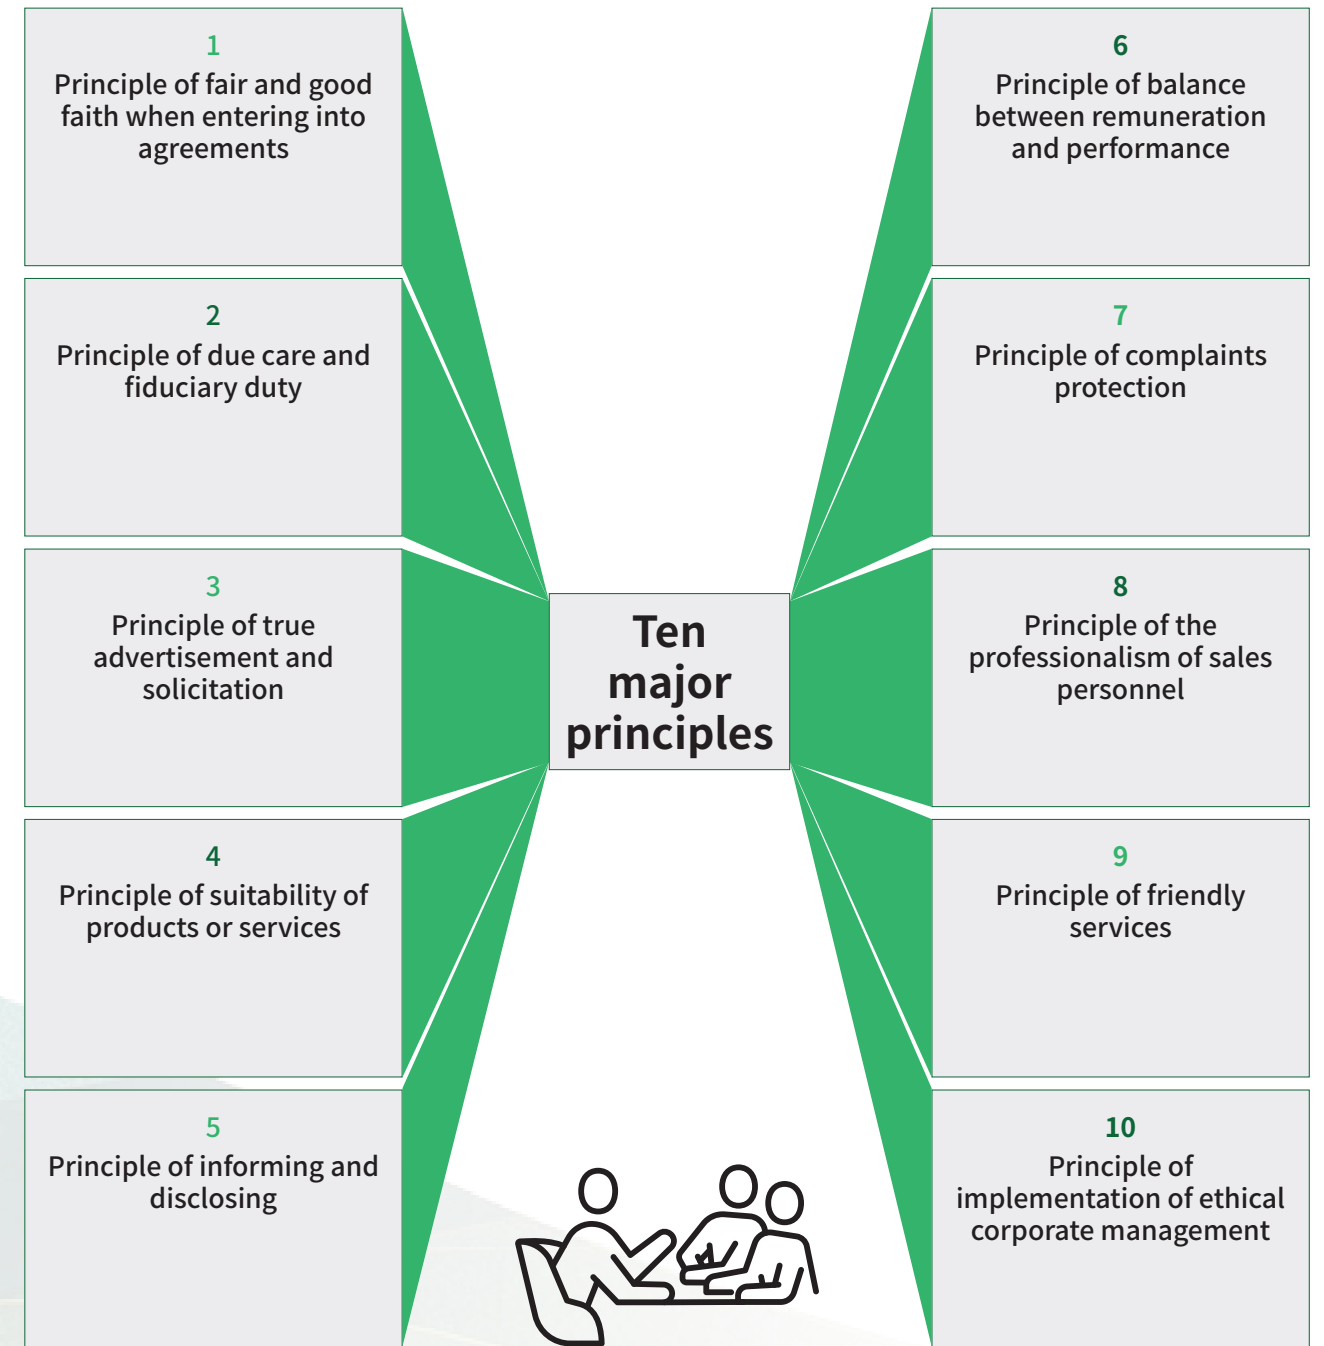 1
Principle of fair and good
faith when entering into
agreements
2
Principle of due care and
fiduciary duty
3
Principle of true
advertisement and
solicitation
4
Principle of suitability of
products or services
5
Principle of informing and
disclosing
Ten
major
principles
6
Principle of balance
between remuneration
and performance
7
Principle of complaints
protection
8
Principle of the
professionalism of sales
personnel
9
Principle of friendly
services
10
Principle of
implementation of ethical
corporate management